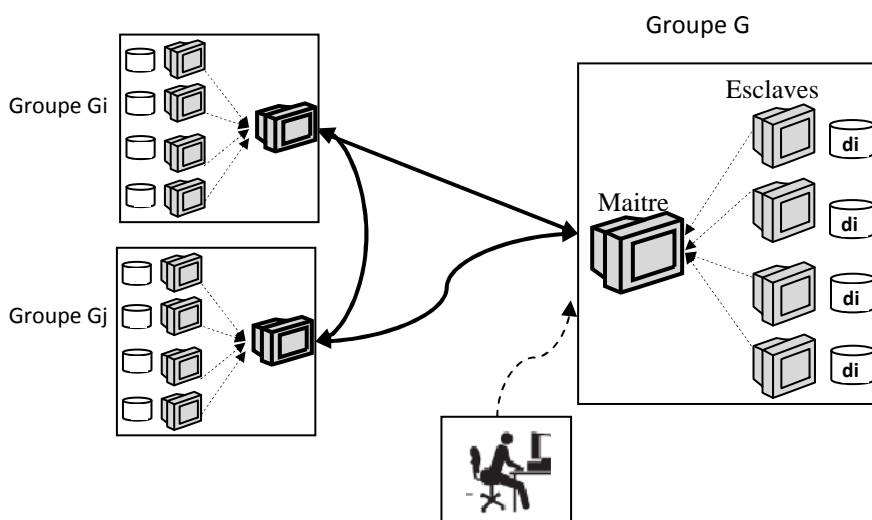 Groupe G
Groupe Gi
Esclaves
di
Maitre
di
Groupe Gj
di
di